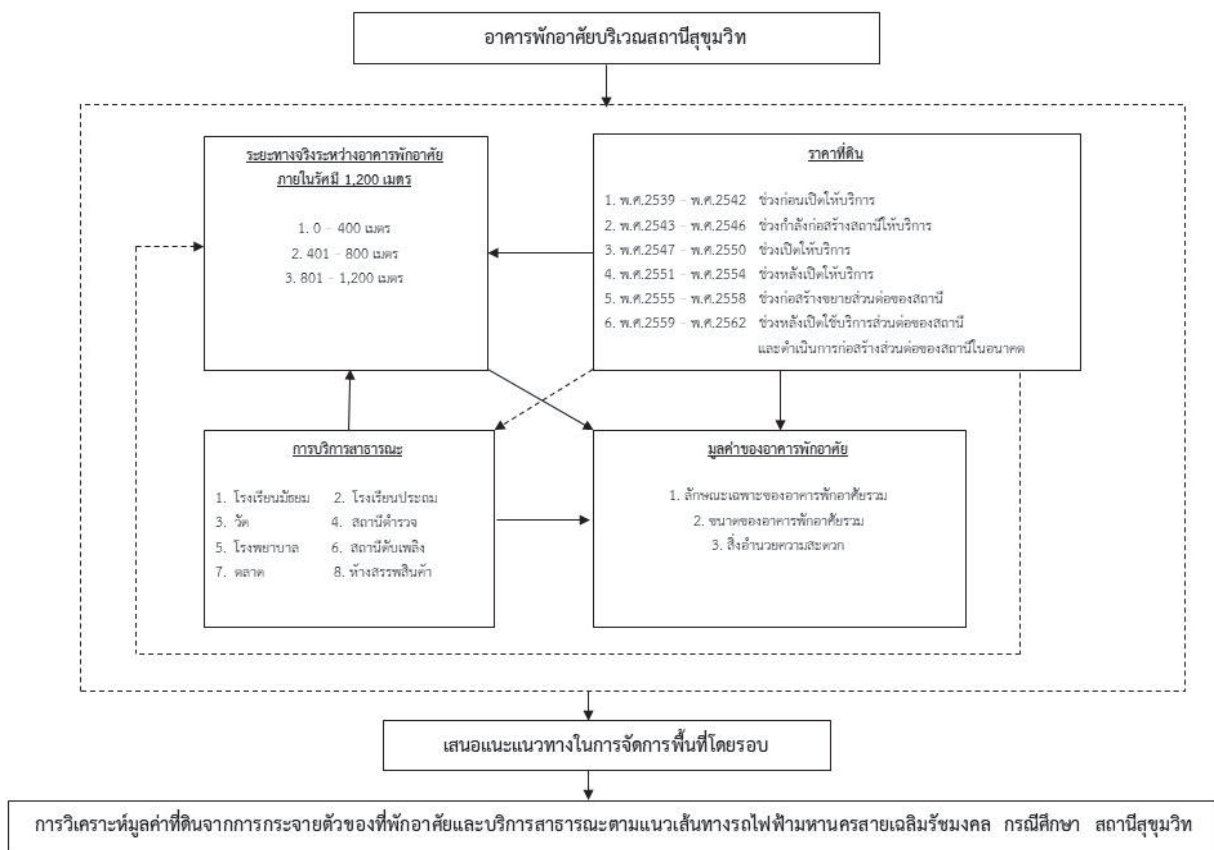 อาคารพักอาศัยบริเวณสถานีสุขุมวิท
ระยะทางจริงระหว่างอาคารพักอาศัย
ภายในรัศมี 1,200 เมตร
1. 0 - 400 เมตร
2. 401 - 800 เมตร
3. 801 - 1,200 เมตร
ราคาที่ดิน
1. พ.ศ.2539 - พ.ศ.2542 ช่วงก่อนเปิดให้บริการ
2. พ.ศ.2543 - พ.ศ.2546 ช่วงกำลังก่อสร้างสถานีให้บริการ
3. พ.ศ.2547 - พ.ศ.2550 ช่วงเปิดให้บริการ
4. พ.ศ.2551 - พ.ศ.2554 ช่วงหลังเปิดให้บริการ
5. พ.ศ.2555 - พ.ศ.2558 ช่วงก่อสร้างขยายส่วนต่อของสถานี
6. พ.ศ.2559 - พ.ศ.2562 ช่วงหลังเปิดใช้บริการส่วนต่อของสถานี
และดำเนินการก่อสร้างส่วนต่อของสถานีในอนาคต
การบริการสาธารณะ
1. โรงเรียนมัธยม 2. โรงเรียนประถม
3. วัด 4. สถานีตำรวจ
5. โรงพยาบาล 6. สถานีดับเพลิง
7. ตลาด 8. ห้างสรรพสินค้า
มูลค่าของอาคารพักอาศัย
1. ลักษณะเฉพาะของอาคารพักอาศัยรวม
2. ขนาดของอาคารพักอาศัยรวม
3. สิ่งอำนวยความสะดวก
เสนอแนะแนวทางในการจัดการพื้นที่โดยรอบ
การวิเคราะห์มูลค่าที่ดินจากการกระจายตัวของที่พักอาศัยและบริการสาธารณะตามแนวเส้นทางรถไฟฟ้ามหานครสายเฉลิมรัชมงคล กรณีศึกษา สถานีสุขุมวิท